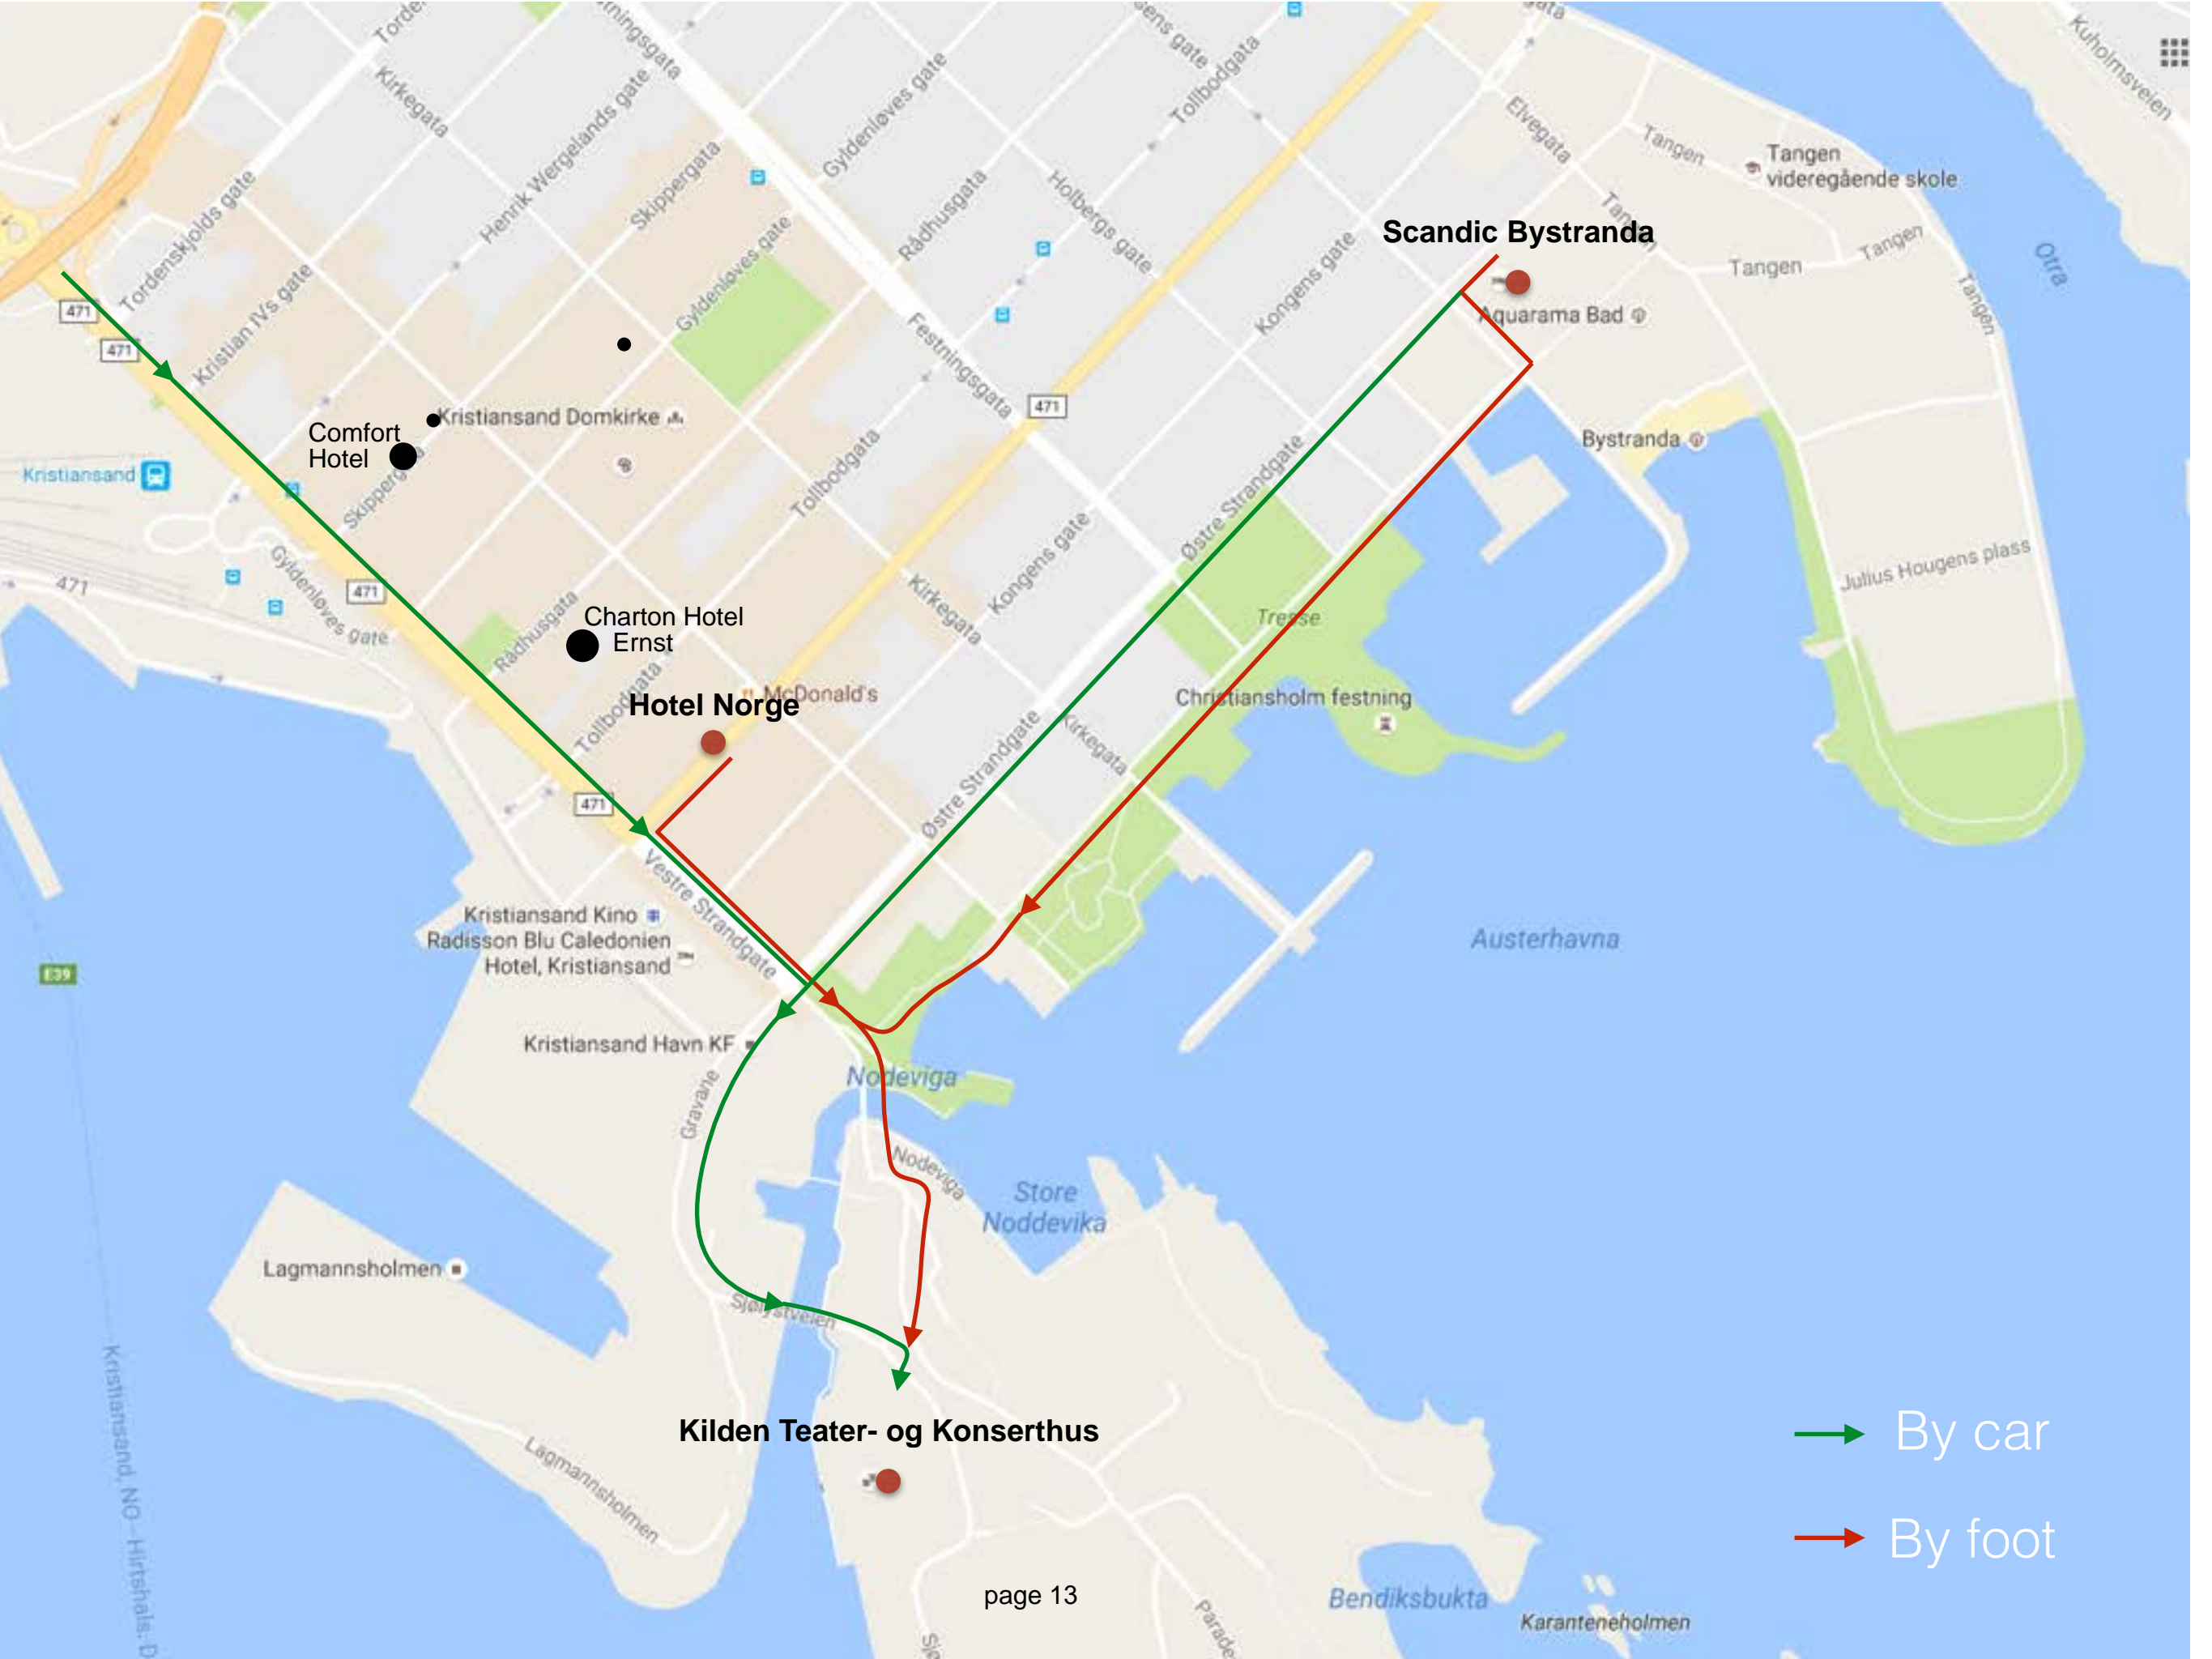 Kirkegata
Henrik Wergelands gate
Skippergata
Gyldenløves gate
Tollbodgata
Kuholmsveien
Elvegata
Tangen
Tangen
videregående skole
Tangen
Tangen
Tangen
Tangen
Otra
Rådhusgata
Holbergs gate
Kongens gate
Scandic Bystranda
Aquarama Bad
Tordenskjolds gate
Kristian IVs gate
Gyldenløves gate
471
471
Festningsgata
471
Kristiansand Domkirke
Comfort
Hotel
Kristiansand
Bystranda
Tollbodgata
Østre Strandgate
Julius Hougens plass
471
471
Gyldenløves gate
Kirkegata
Kongens gate
Rådhusgata
Charton Hotel
Ernst
Tresse
Tollbodgata
McDonald's
Hotel Norge
Christiansholm festning
Østre Strandgate
Kirkegata
471
Vestre Strandgate
Kristiansand Kino
Radisson Blu Caledonien
Hotel, Kristiansand
Austerhavna
E39
Kristiansand Havn KF
Nodeviga
Gravane
Nodeviga
Store
Noddevika
Lagmannsholmen
Sjølystveien
Kilden Teater- og Konserthus
By car
Lagmannsholmen
By foot
page 13
Bendiksbukta
Karanteneholmen